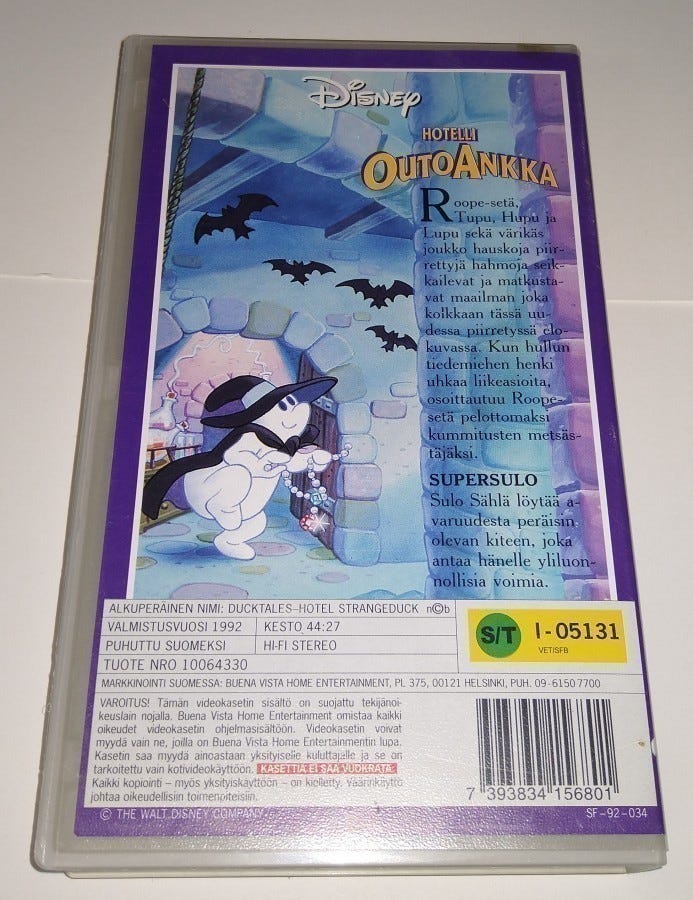 Disney
HOTELLI
OUTOANKKA
Roope-setä,
Tupu, Hupu ja
Lupu sekä värikäs
joukko hauskoja piir-
rettyjä hahmoja seik-
kailevat ja matkusta-
vat maailman joka
kolkkaan tässä uu-
dessa piirretyssä elo-
kuvassa. Kun hullun
tiedemiehen henki
uhkaa liikeasioita,
osoittautuu Roope-
setä pelottomaksi
kummitusten metsäs-
täjäksi.
SUPERSULO
Sulo Sählä löytää a-
varuudesta peräisin
olevan kiteen, joka
antaa hänelle yliluon-
nollisia voimia.
ALKUPERÄINEN NIMI: DUCKTALES–HOTEL STRANGEDUCK n©b
VALMISTUSVUOSI 1992 KESTO 44:27
PUHUTTU SUOMEKSI HI-FI STEREO
TUOTE NRO 10064330
S/T I-05131
VET/SFB
MARKKINOINTI SUOMESSA: BUENA VISTA HOME ENTERTAINMENT, PL 375, 00121 HELSINKI, PUH. 09-6150 7700
VAROITUS! Tämän videokasetin sisältö on suojattu tekijänoi-
keuslain nojalla. Buena Vista Home Entertainment omistaa kaikki
oikeudet videokasetin ohjelmasisältöön. Videokasetin voivat
myydä vain ne, joilla on Buena Vista Home Entertainmentin lupa.
Kasetin saa myydä ainoastaan yksityiselle kuluttajalle ja se on
tarkoitettu vain kotivideokäyttöön. KASETTIA EI SAA VUOKRATA.
Kaikki kopiointi – myös yksityiskäyttöön – on kielletty. Väärinkäyttö
johtaa oikeudellisiin toimenpiteisiin.
7 393834 156801
© THE WALT DISNEY COMPANY
SF-92-034